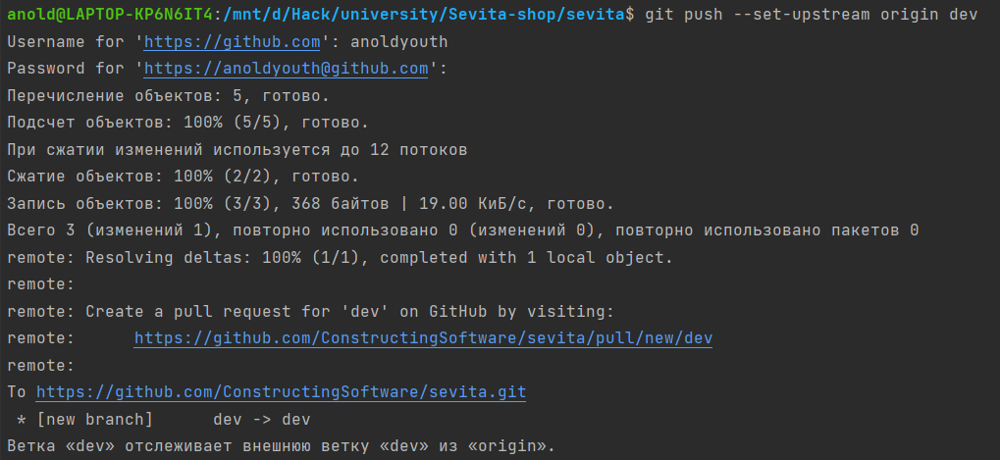 anold@LAPTOP-KP6N6IT4:/mnt/d/Hack/university/Sevita-shop/sevita$ git push --set-upstream origin dev
Username for 'https://github.com': anoldyouth
Password for 'https://anoldyouth@github.com':
Перечисление объектов: 5, готово.
Подсчет объектов: 100% (5/5), готово.
При сжатии изменений используется до 12 потоков
Сжатие объектов: 100% (2/2), готово.
Запись объектов: 100% (3/3), 368 байтов | 19.00 КиБ/с, готово.
Всего 3 (изменений 1), повторно использовано 0 (изменений 0), повторно использовано пакетов 0
remote: Resolving deltas: 100% (1/1), completed with 1 local object.
remote:
remote: Create a pull request for 'dev' on GitHub by visiting:
remote:      https://github.com/ConstructingSoftware/sevita/pull/new/dev
remote:
To https://github.com/ConstructingSoftware/sevita.git
 * [new branch]      dev -> dev
Ветка «dev» отслеживает внешнюю ветку «dev» из «origin».